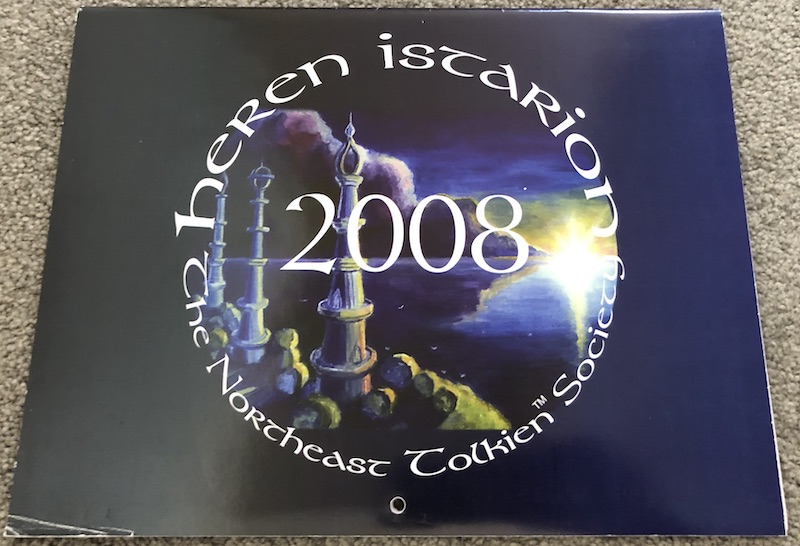 heren istarion
2008
The Northeast Tolkien™ Society